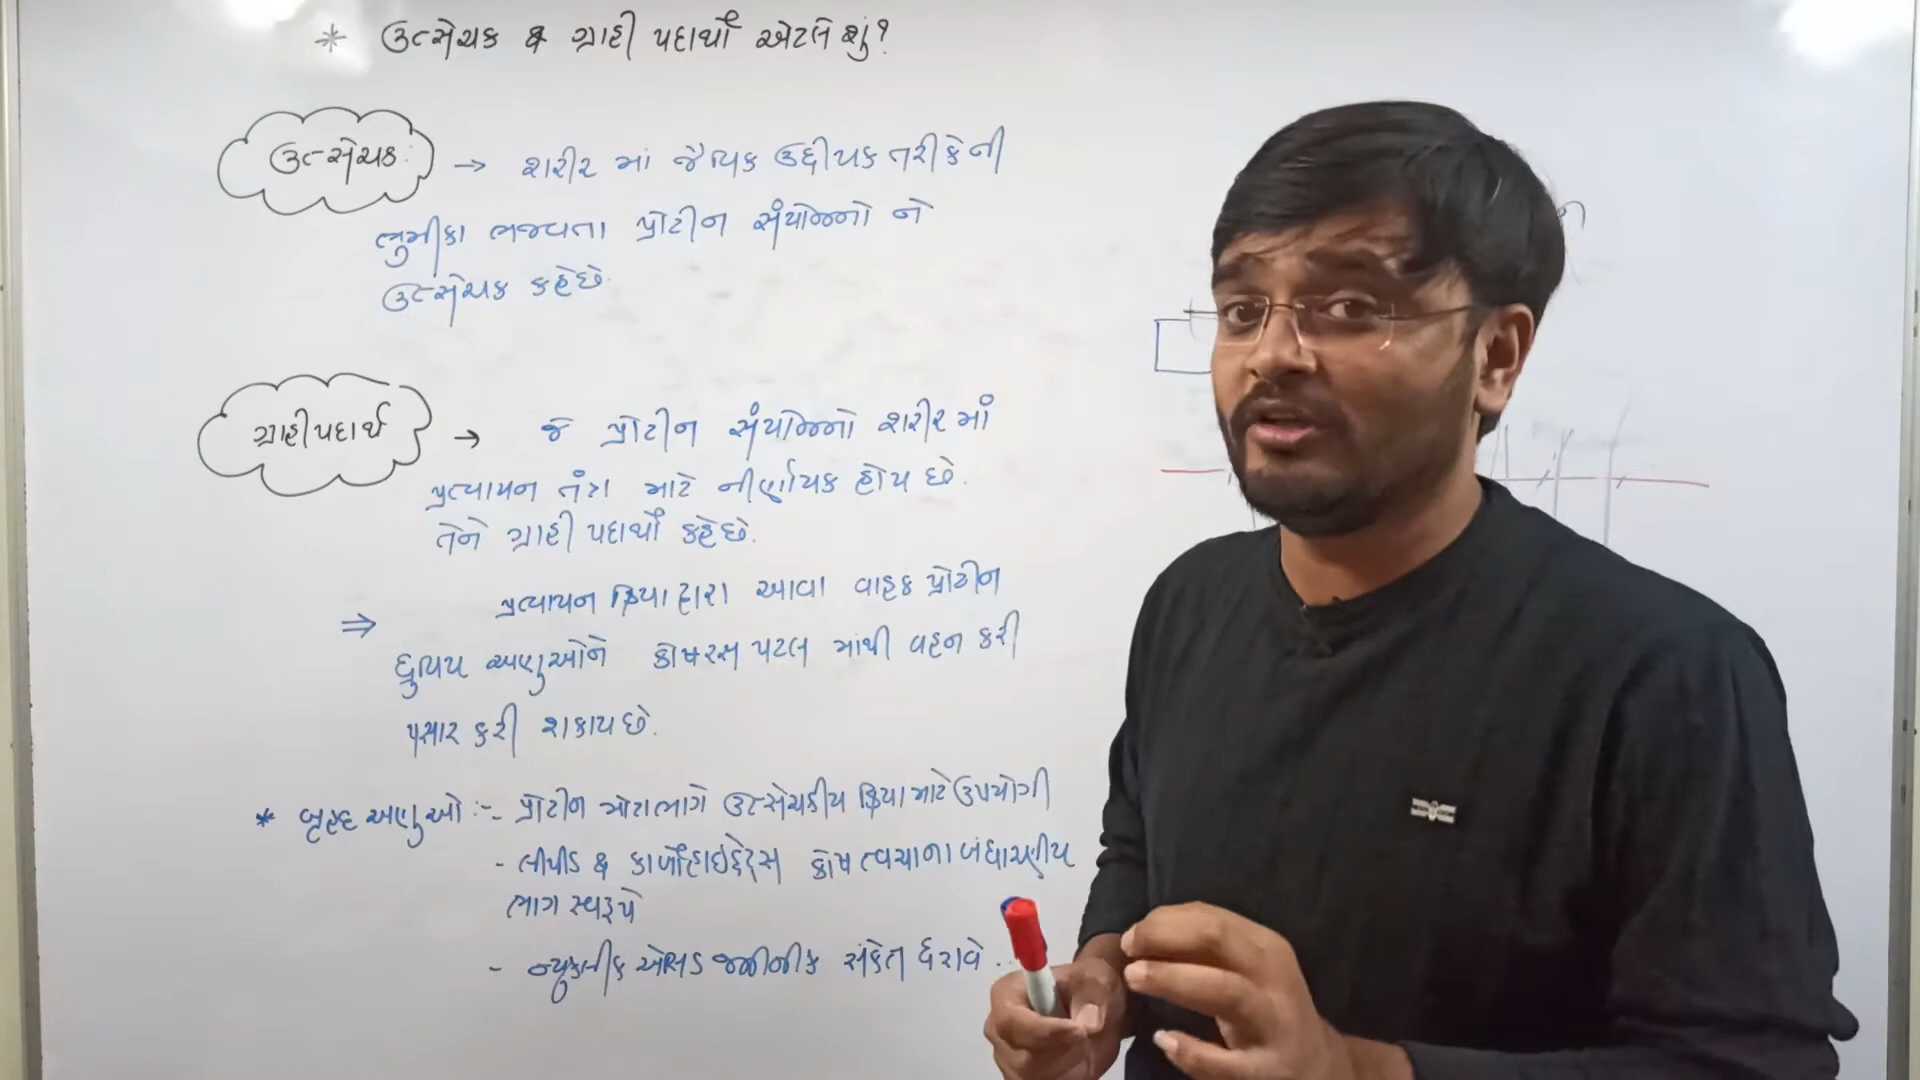 * ઉત્સેચક & ગ્રાહી પદાર્થો એટલે શું?
ઉત્સેચક: → શરીર માં જૈવિક ઉદ્દીપક તરીકે ની
ભુમીકા ભજવતા પ્રોટીન સંયોજનો ને
ઉત્સેચક કહે છે.
ગ્રાહી પદાર્થ → જે પ્રોટીન સંયોજનો શરીર માં
પ્રત્યાયન તંત્ર માટે નીર્ણાયક હોય છે.
તેને ગ્રાહી પદાર્થો કહે છે.
⇒ પ્રત્યાયન ક્રિયા દ્વારા આવા વાહક પ્રોટીન
ધ્રુવિય અણુઓને કોષરસ પટલ માંથી વહન કરી
પસાર કરી શકાય છે.
* બૃહદ અણુઓ :- - પ્રોટીન મોટાભાગે ઉત્સેચકીય ક્રિયા માટે ઉપયોગી
- લીપીડ & કાર્બોહાઇડ્રેટ્સ કોષ ત્વચાના બંધારણીય
ભાગ સ્વરૂપે
- ન્યુક્લીક એસિડ જનીનીક સંકેત ધરાવે.